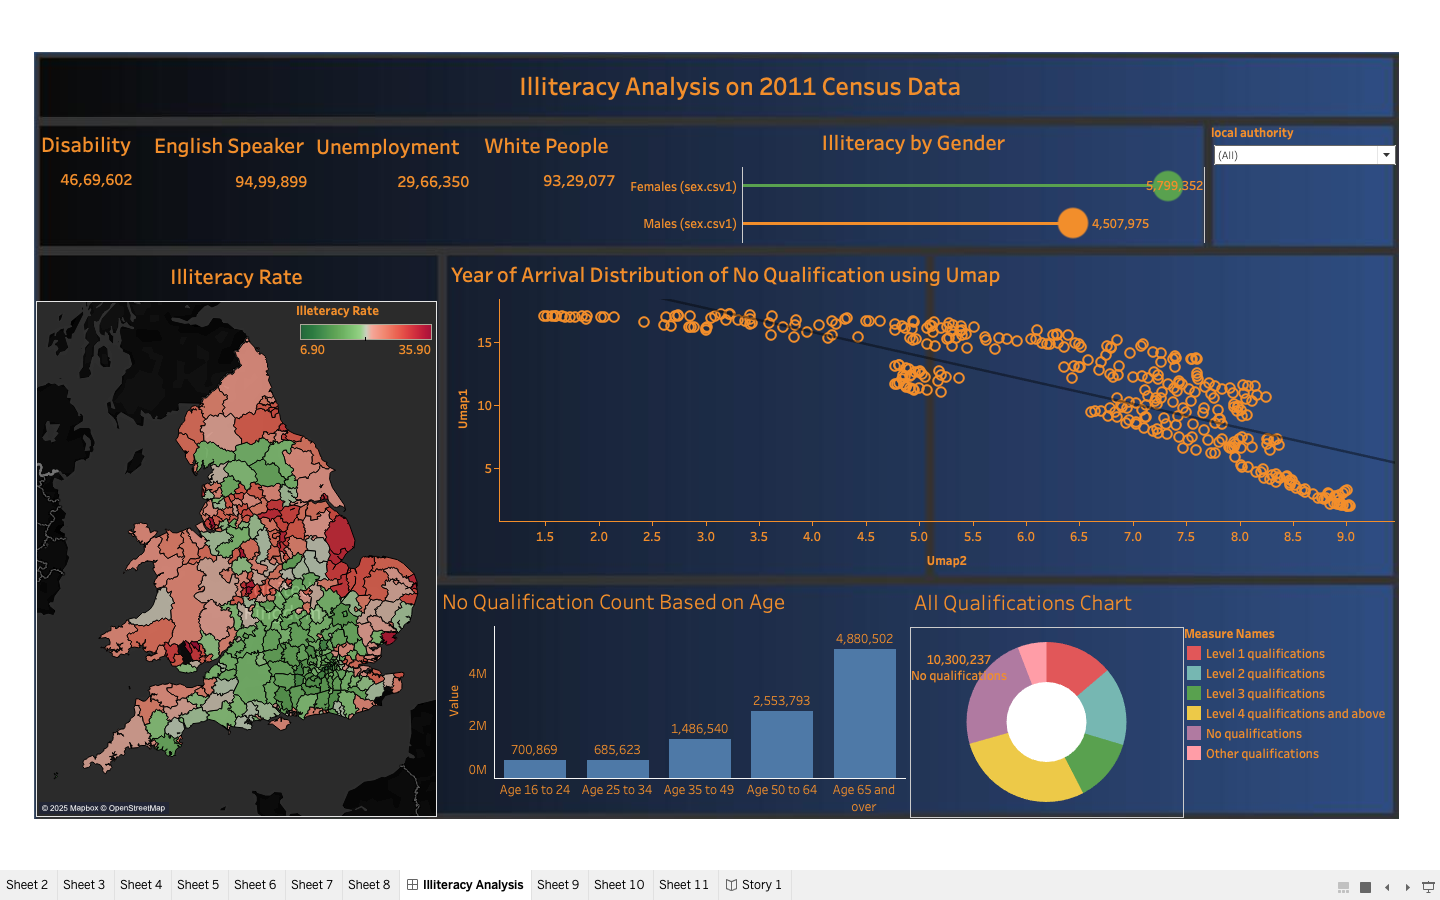 Illiteracy Analysis on 2011 Census Data
Disability
46,69,602
English Speaker
94,99,899
Unemployment
29,66,350
White People
93,29,077
Illiteracy by Gender
Females (sex.csv1)
5,799,352
Males (sex.csv1)
4,507,975
local authority
(All)
Illiteracy Rate
Illeteracy Rate
6.90 35.90
© 2025 Mapbox © OpenStreetMap
Year of Arrival Distribution of No Qualification using Umap
Umap1
15
10
5
1.5 2.0 2.5 3.0 3.5 4.0 4.5 5.0 5.5 6.0 6.5 7.0 7.5 8.0 8.5 9.0
Umap2
No Qualification Count Based on Age
Value
4M
2M
0M
700,869
685,623
1,486,540
2,553,793
4,880,502
Age 16 to 24 Age 25 to 34 Age 35 to 49 Age 50 to 64 Age 65 and
over
All Qualifications Chart
10,300,237
No qualifications
Measure Names
Level 1 qualifications
Level 2 qualifications
Level 3 qualifications
Level 4 qualifications and above
No qualifications
Other qualifications
Sheet 2 Sheet 3 Sheet 4 Sheet 5 Sheet 6 Sheet 7 Sheet 8 Illiteracy Analysis Sheet 9 Sheet 10 Sheet 11 Story 1